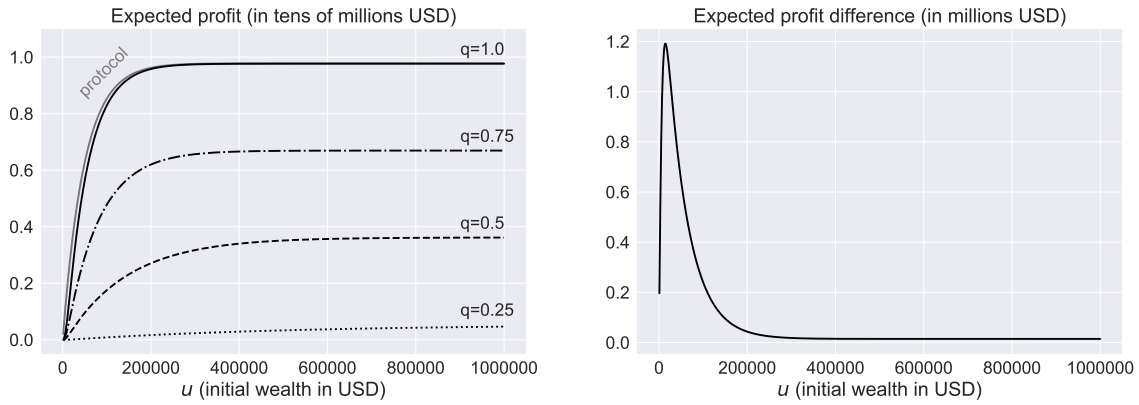 Expected profit (in tens of millions USD)
1.0
0.8
0.6
0.4
0.2
0.0
protocol
q=1.0
q=0.75
q=0.5
q=0.25
0 200000 400000 600000 800000 1000000
u (initial wealth in USD)
Expected profit difference (in millions USD)
1.2
1.0
0.8
0.6
0.4
0.2
0.0
0 200000 400000 600000 800000 1000000
u (initial wealth in USD)